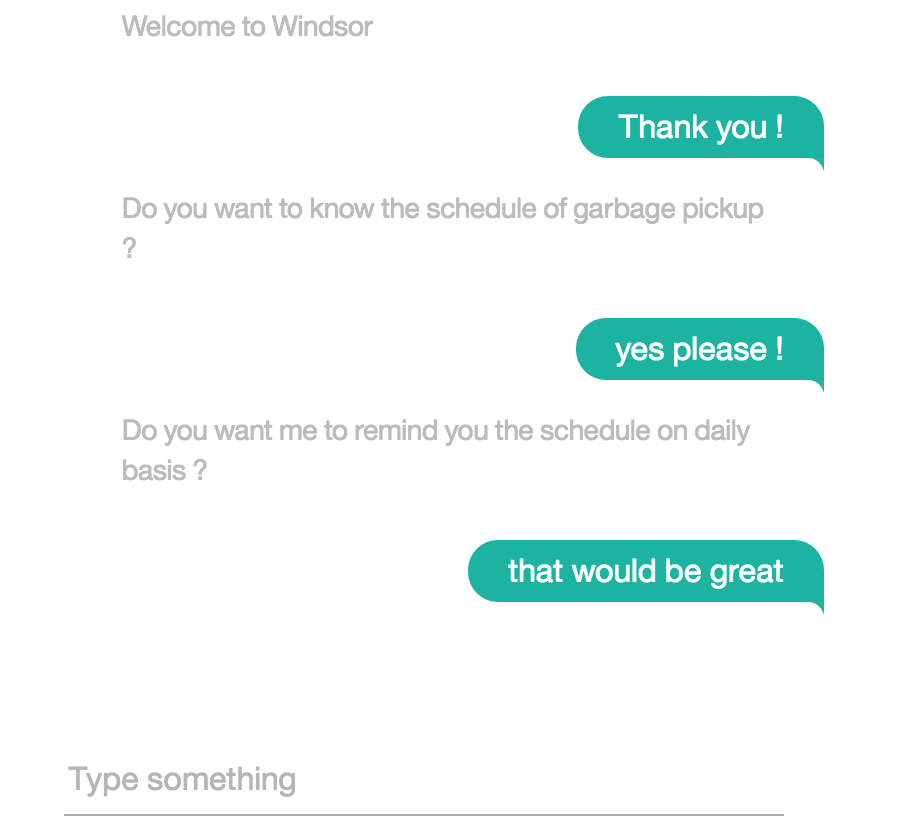 Welcome to Windsor
Thank you !
Do you want to know the schedule of garbage pickup
?
yes please !
Do you want me to remind you the schedule on daily
basis ?
that would be great
Type something